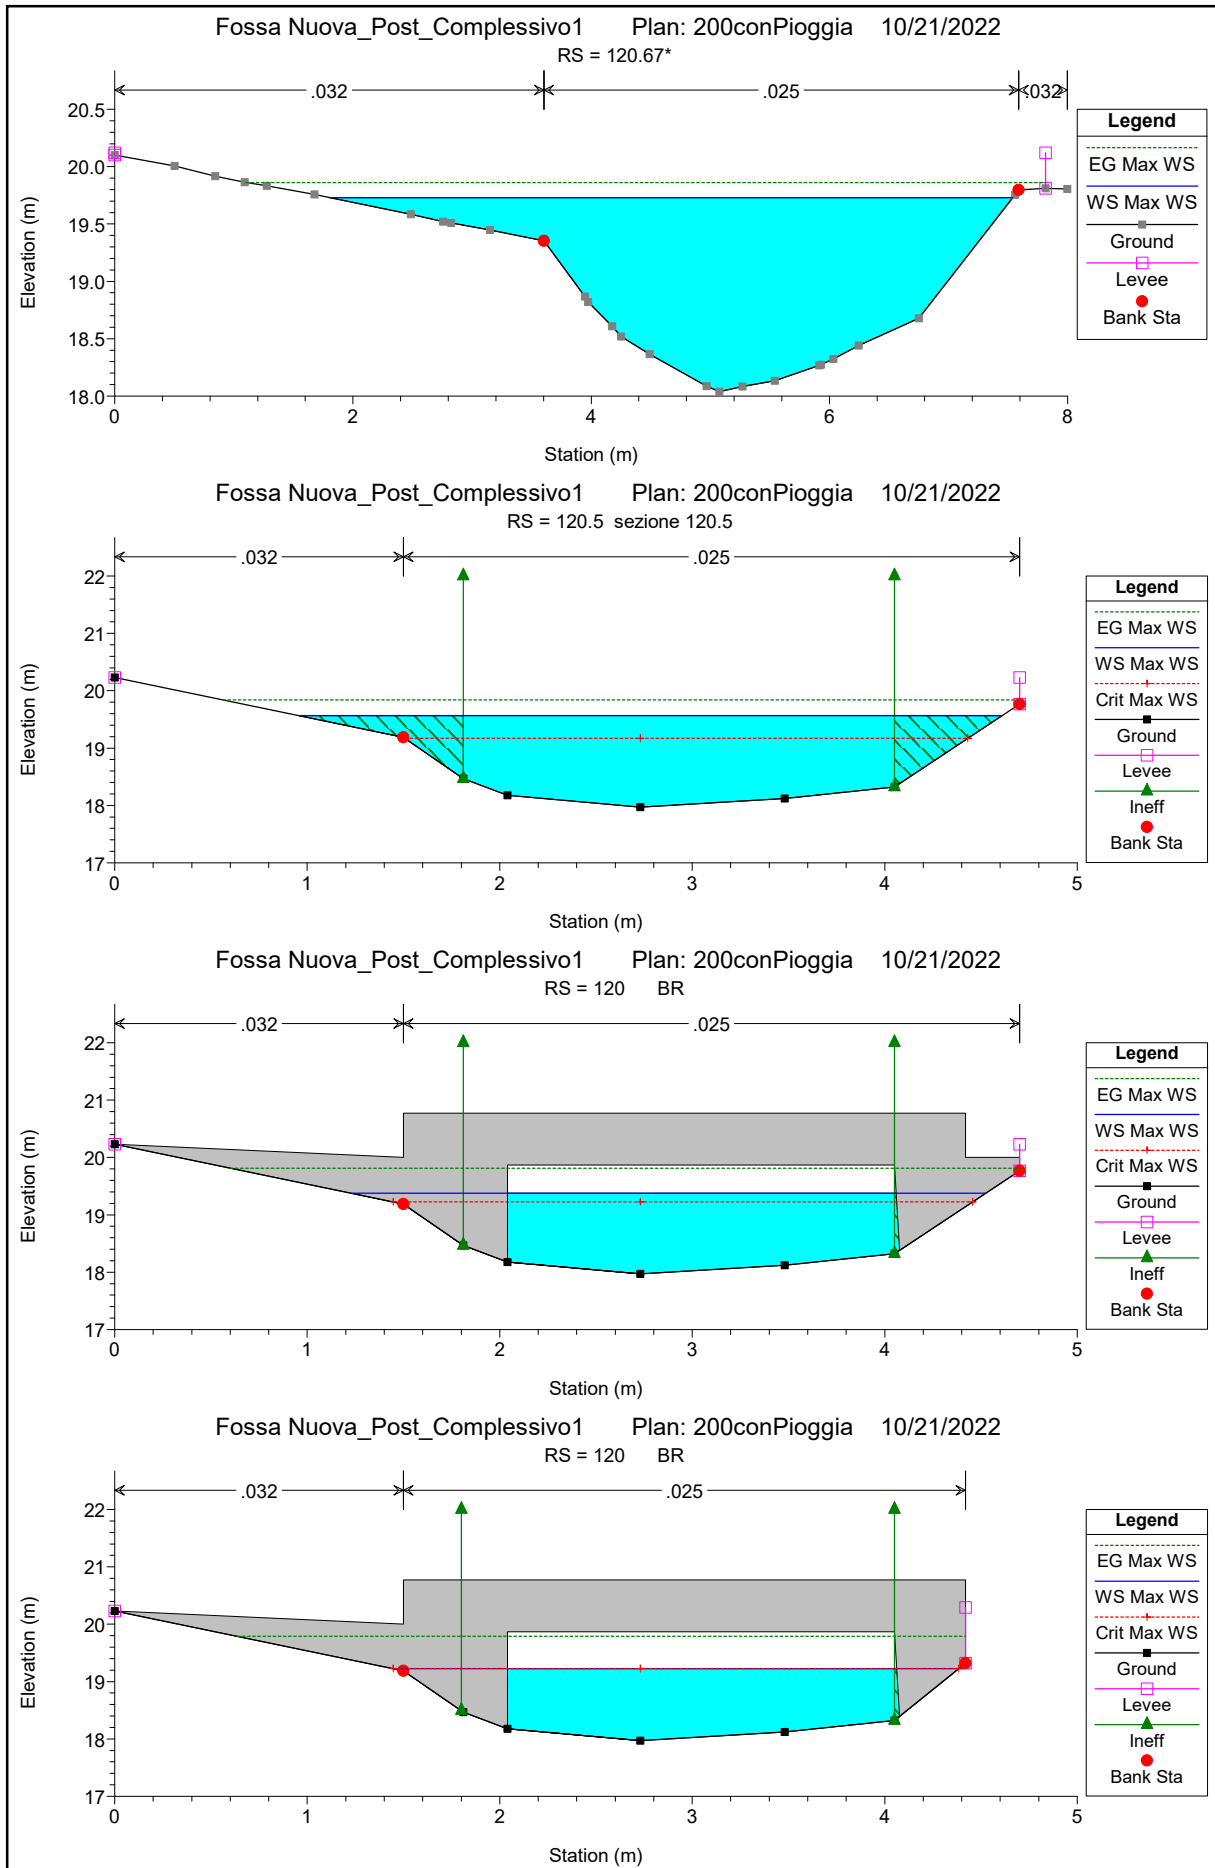 Fossa Nuova_Post_Complessivo1 Plan: 200conPioggia 10/21/2022
RS = 120.67*
.032 .025 .032
Elevation (m)
20.5
20.0
19.5
19.0
18.5
18.0
0 2 4 6 8
Station (m)
Legend
EG Max WS
WS Max WS
Ground
Levee
Bank Sta
Fossa Nuova_Post_Complessivo1 Plan: 200conPioggia 10/21/2022
RS = 120.5 sezione 120.5
.032 .025
Elevation (m)
22
21
20
19
18
17
0 1 2 3 4 5
Station (m)
Legend
EG Max WS
WS Max WS
Crit Max WS
Ground
Levee
Ineff
Bank Sta
Fossa Nuova_Post_Complessivo1 Plan: 200conPioggia 10/21/2022
RS = 120 BR
.032 .025
Elevation (m)
22
21
20
19
18
17
0 1 2 3 4 5
Station (m)
Legend
EG Max WS
WS Max WS
Crit Max WS
Ground
Levee
Ineff
Bank Sta
Fossa Nuova_Post_Complessivo1 Plan: 200conPioggia 10/21/2022
RS = 120 BR
.032 .025
Elevation (m)
22
21
20
19
18
17
0 1 2 3 4 5
Station (m)
Legend
EG Max WS
WS Max WS
Crit Max WS
Ground
Levee
Ineff
Bank Sta